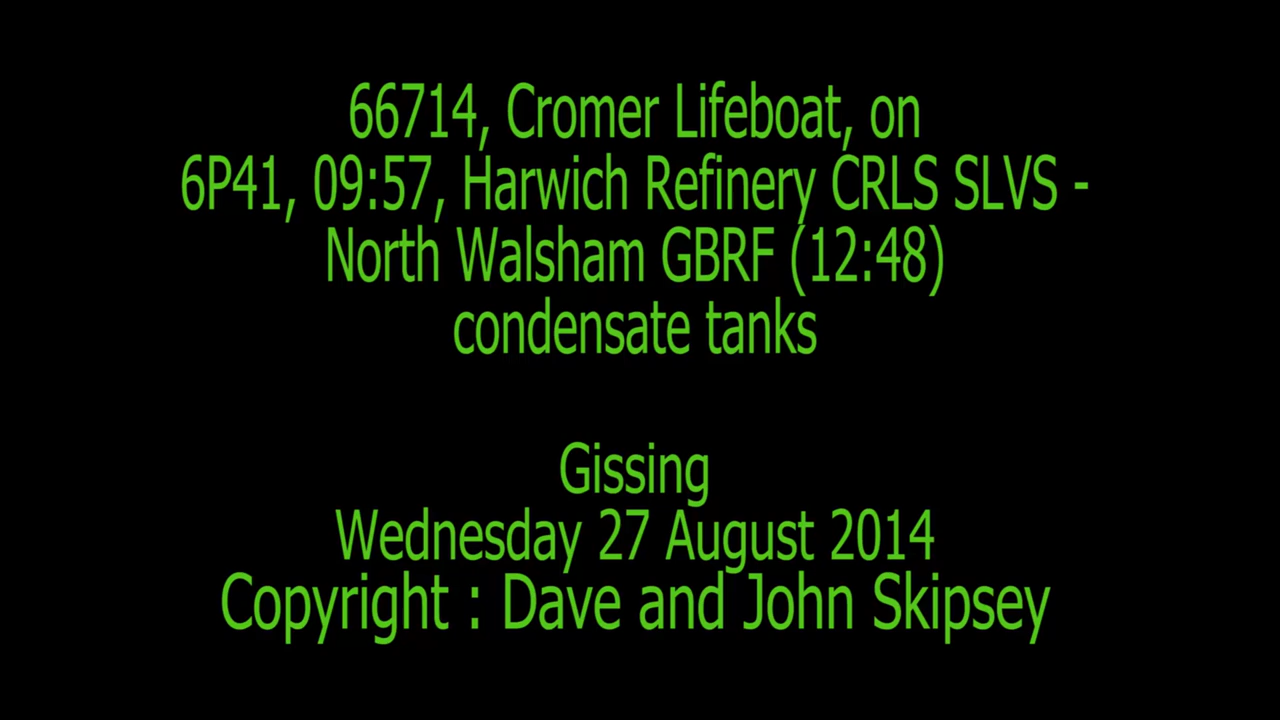 66714, Cromer Lifeboat, on
6P41, 09:57, Harwich Refinery CRLS SLVS -
North Walsham GBRF (12:48)
condensate tanks
Gissing
Wednesday 27 August 2014
Copyright : Dave and John Skipsey